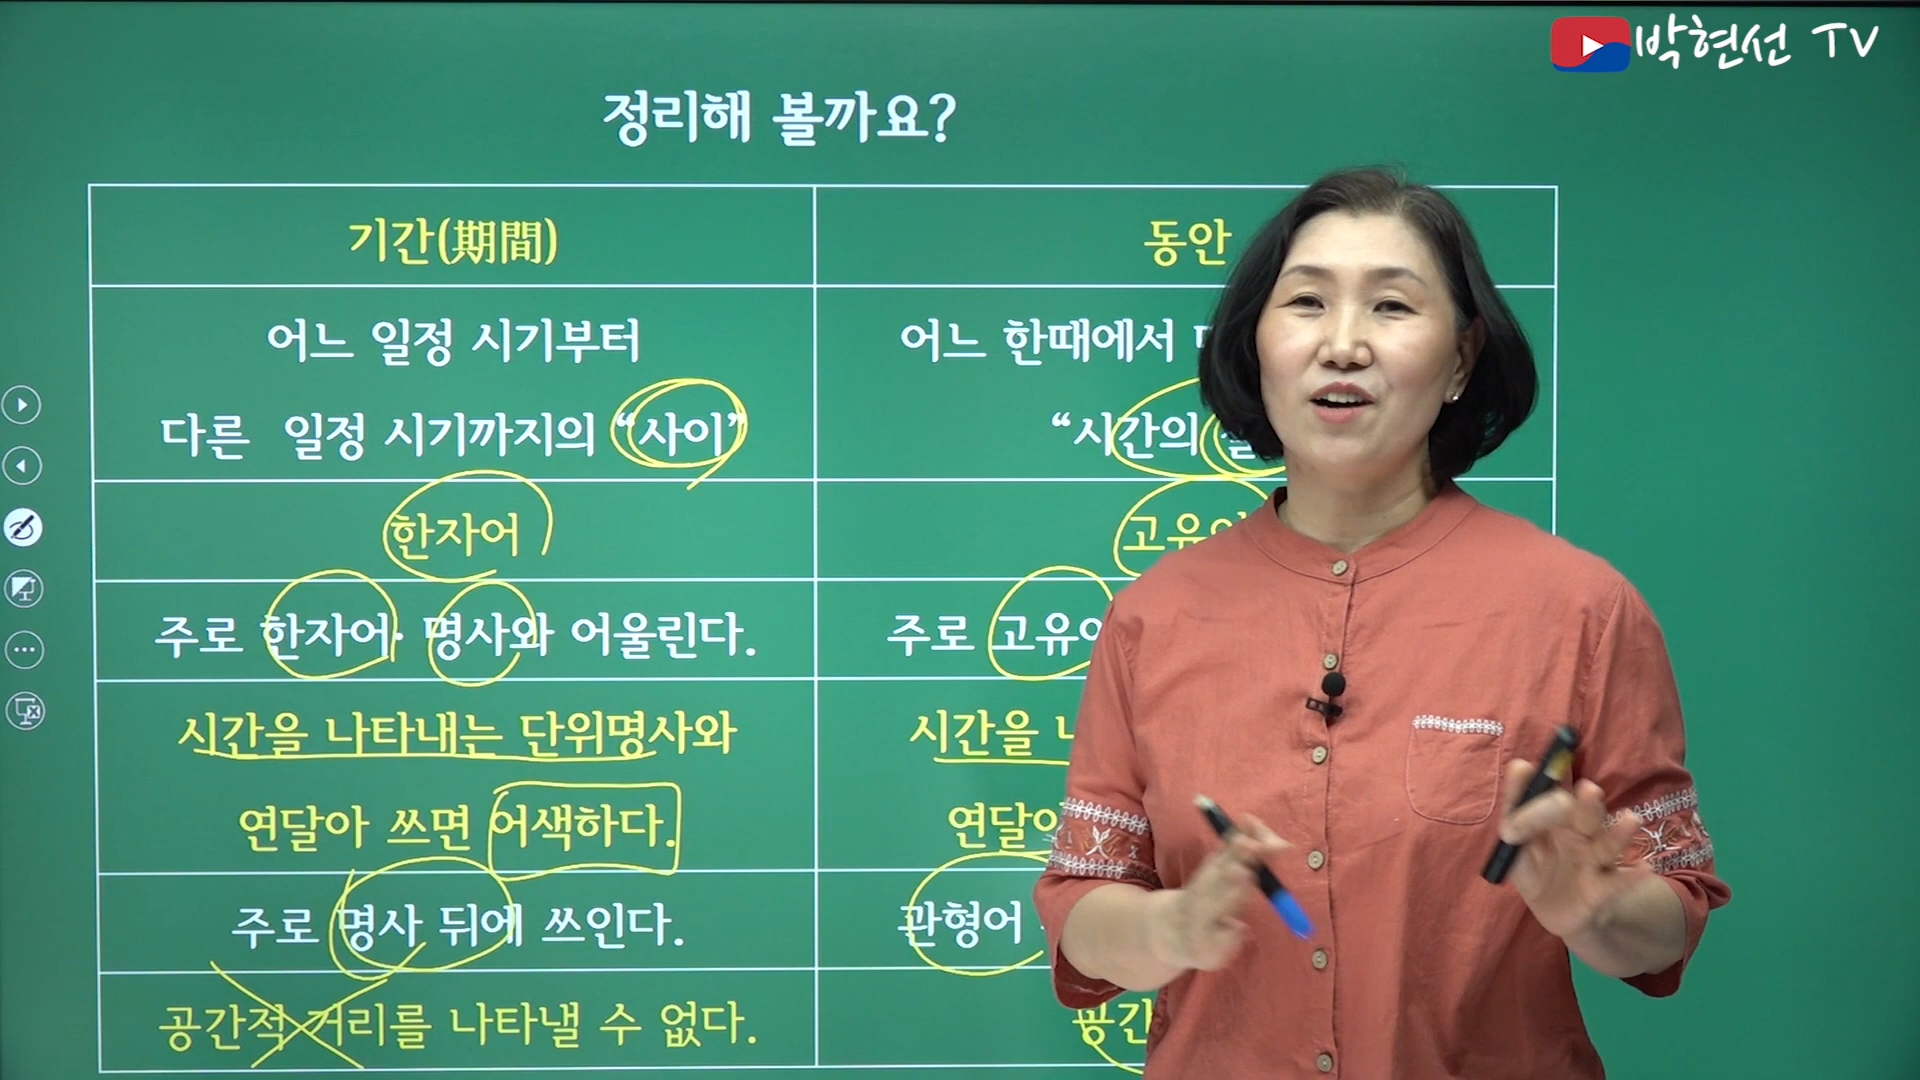 박현선 TV
정리해 볼까요?
기간(期間)
동안
어느 일정 시기부터
다른 일정 시기까지의 “사이”
어느 한때에서
“시간의
한자어
주로 한자어· 명사와 어울린다.
주로
시간을 나타내는 단위명사와
연달아 쓰면 어색하다.
시간을
주로 명사 뒤에 쓰인다.
관형어
공간적 거리를 나타낼 수 없다.